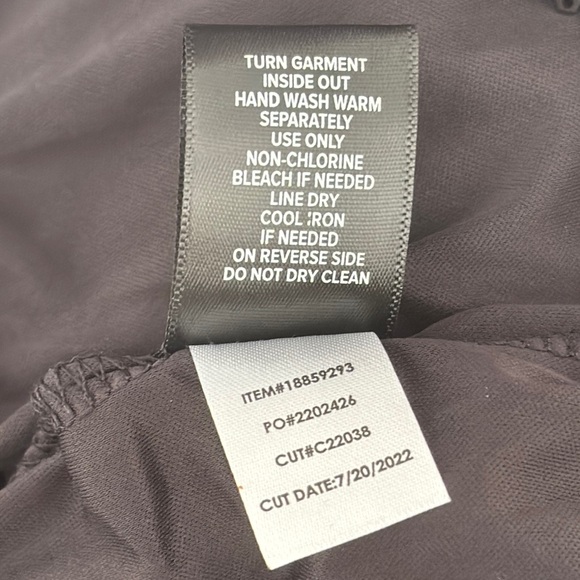 TURN GARMENT
INSIDE OUT
HAND WASH WARM
SEPARATELY
USE ONLY
NON-CHLORINE
BLEACH IF NEEDED
LINE DRY
COOL IRON
IF NEEDED
ON REVERSE SIDE
DO NOT DRY CLEAN
ITEM#18859293
PO#2202426
CUT#C22038
CUT DATE:7/20/2022